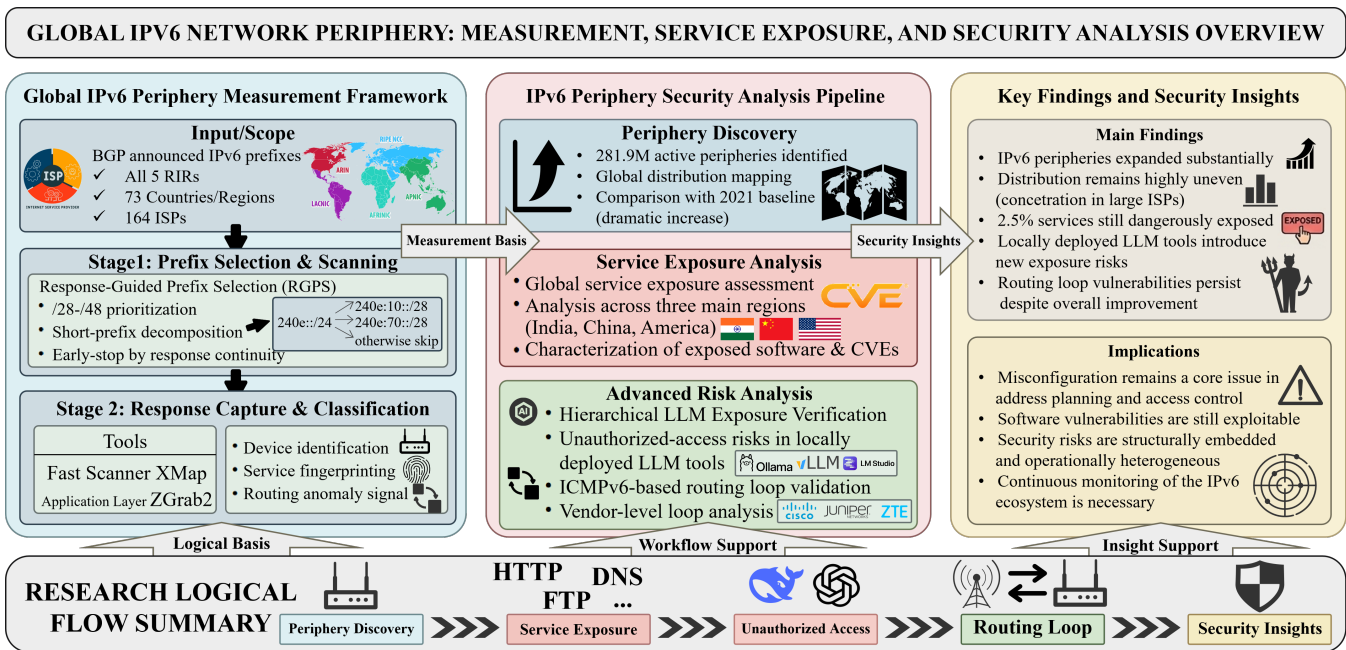 GLOBAL IPV6 NETWORK PERIPHERY: MEASUREMENT, SERVICE EXPOSURE, AND SECURITY ANALYSIS OVERVIEW
Global IPv6 Periphery Measurement Framework
Input/Scope
ISP
INTERNET SERVICE PROVIDER
BGP announced IPv6 prefixes
✓ All 5 RIRs
✓ 73 Countries/Regions
✓ 164 ISPs
RIPE NCC
ARIN
APNIC
LACNIC
AFRINIC
Stage1: Prefix Selection & Scanning
Response-Guided Prefix Selection (RGPS)
• /28-/48 prioritization
• Short-prefix decomposition
• Early-stop by response continuity
240e::/24
240e:10::/28
240e:70::/28
otherwise skip
Stage 2: Response Capture & Classification
Tools
Fast Scanner XMap
Application Layer ZGrab2
• Device identification
• Service fingerprinting
• Routing anomaly signal
Measurement Basis
IPv6 Periphery Security Analysis Pipeline
Periphery Discovery
• 281.9M active peripheries identified
• Global distribution mapping
• Comparison with 2021 baseline
(dramatic increase)
Service Exposure Analysis
• Global service exposure assessment
• Analysis across three main regions
(India, China, America)
• Characterization of exposed software & CVEs
CVE
Advanced Risk Analysis
AI
• Hierarchical LLM Exposure Verification
• Unauthorized-access risks in locally
deployed LLM tools
Ollama vLLM LM Studio
• ICMPv6-based routing loop validation
• Vendor-level loop analysis
CISCO JUNIPER NETWORKS ZTE
Security Insights
Key Findings and Security Insights
Main Findings
• IPv6 peripheries expanded substantially
• Distribution remains highly uneven
(concetration in large ISPs)
• 2.5% services still dangerously exposed
EXPOSED
• Locally deployed LLM tools introduce
new exposure risks
• Routing loop vulnerabilities persist
despite overall improvement
Implications
• Misconfiguration remains a core issue in
address planning and access control
• Software vulnerabilities are still exploitable
• Security risks are structurally embedded
and operationally heterogeneous
• Continuous monitoring of the IPv6
ecosystem is necessary
Logical Basis
Workflow Support
Insight Support
RESEARCH LOGICAL
FLOW SUMMARY
Periphery Discovery
HTTP DNS
FTP ...
Service Exposure
Unauthorized Access
Routing Loop
Security Insights